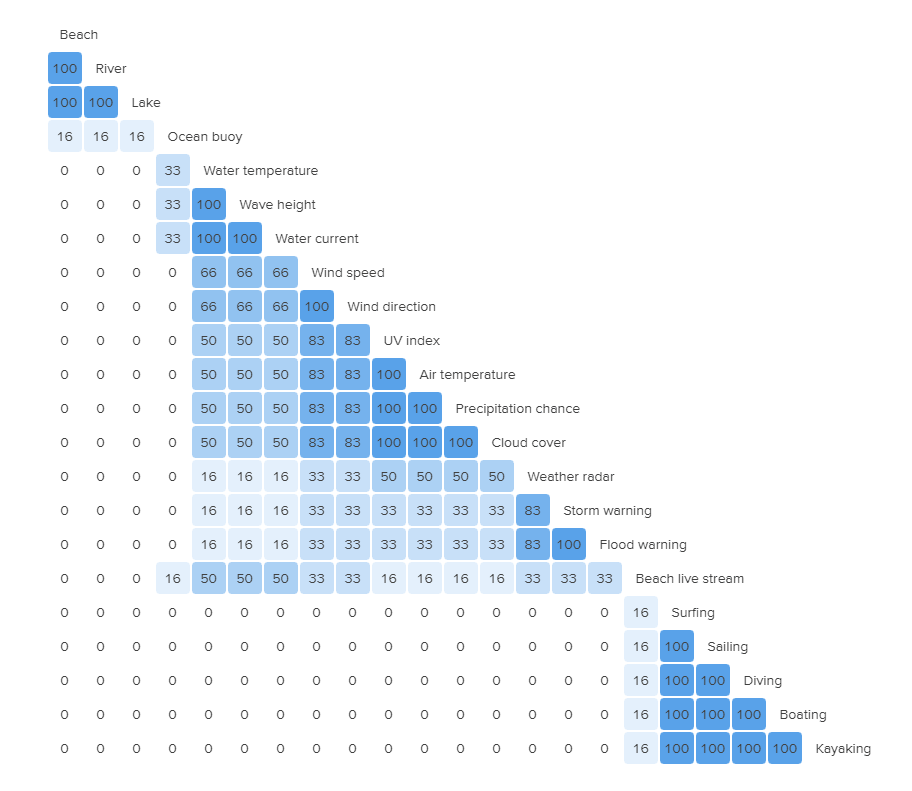 Beach
100 River
100 100 Lake
16 16 16 Ocean buoy
0 0 0 33 Water temperature
0 0 0 33 100 Wave height
0 0 0 33 100 100 Water current
0 0 0 0 66 66 66 Wind speed
0 0 0 0 66 66 66 100 Wind direction
0 0 0 0 50 50 50 83 83 UV index
0 0 0 0 50 50 50 83 83 100 Air temperature
0 0 0 0 50 50 50 83 83 100 100 Precipitation chance
0 0 0 0 50 50 50 83 83 100 100 100 Cloud cover
0 0 0 0 16 16 16 33 33 50 50 50 50 Weather radar
0 0 0 0 16 16 16 33 33 33 33 33 33 83 Storm warning
0 0 0 0 16 16 16 33 33 33 33 33 33 83 100 Flood warning
0 0 0 16 50 50 50 33 33 16 16 16 16 33 33 33 Beach live stream
0 0 0 0 0 0 0 0 0 0 0 0 0 0 0 0 16 Surfing
0 0 0 0 0 0 0 0 0 0 0 0 0 0 0 0 16 100 Sailing
0 0 0 0 0 0 0 0 0 0 0 0 0 0 0 0 16 100 100 Diving
0 0 0 0 0 0 0 0 0 0 0 0 0 0 0 0 16 100 100 100 Boating
0 0 0 0 0 0 0 0 0 0 0 0 0 0 0 0 16 100 100 100 100 Kayaking